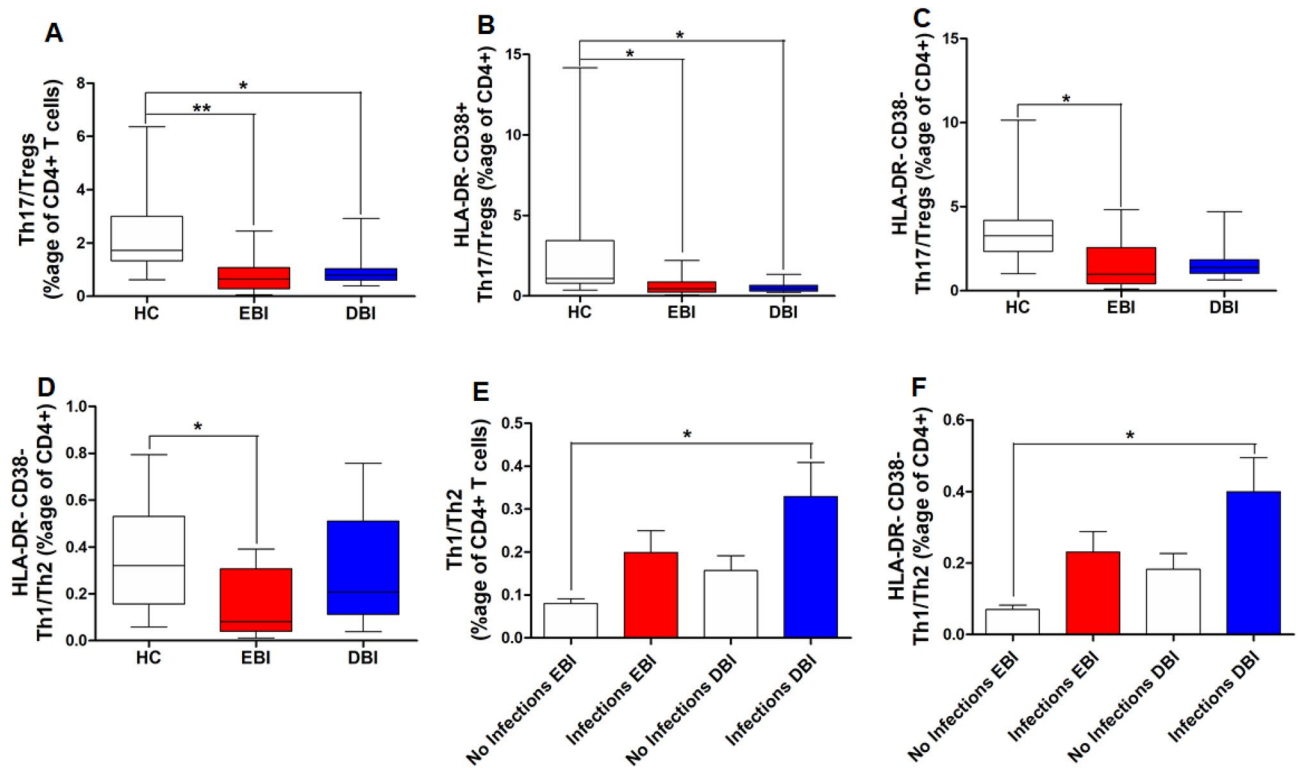 A
Th17/Tregs
(%age of CD4+ T cells)
8
6
4
2
0
*
**
HC
EBI
DBI
B
HLA-DR- CD38+
Th17/Tregs (%age of CD4+)
15
10
5
0
*
*
HC
EBI
DBI
C
HLA-DR- CD38-
Th17/Tregs (%age of CD4+)
15
10
5
0
*
HC
EBI
DBI
D
HLA-DR- CD38-
Th1/Th2 (%age of CD4+)
1.0
0.8
0.6
0.4
0.2
0.0
*
HC
EBI
DBI
E
Th1/Th2
(%age of CD4+ T cells)
0.5
0.4
0.3
0.2
0.1
0.0
*
No Infections EBI
Infections EBI
No Infections DBI
Infections DBI
F
HLA-DR- CD38-
Th1/Th2 (%age of CD4+)
0.6
0.4
0.2
0.0
*
No Infections EBI
Infections EBI
No Infections DBI
Infections DBI